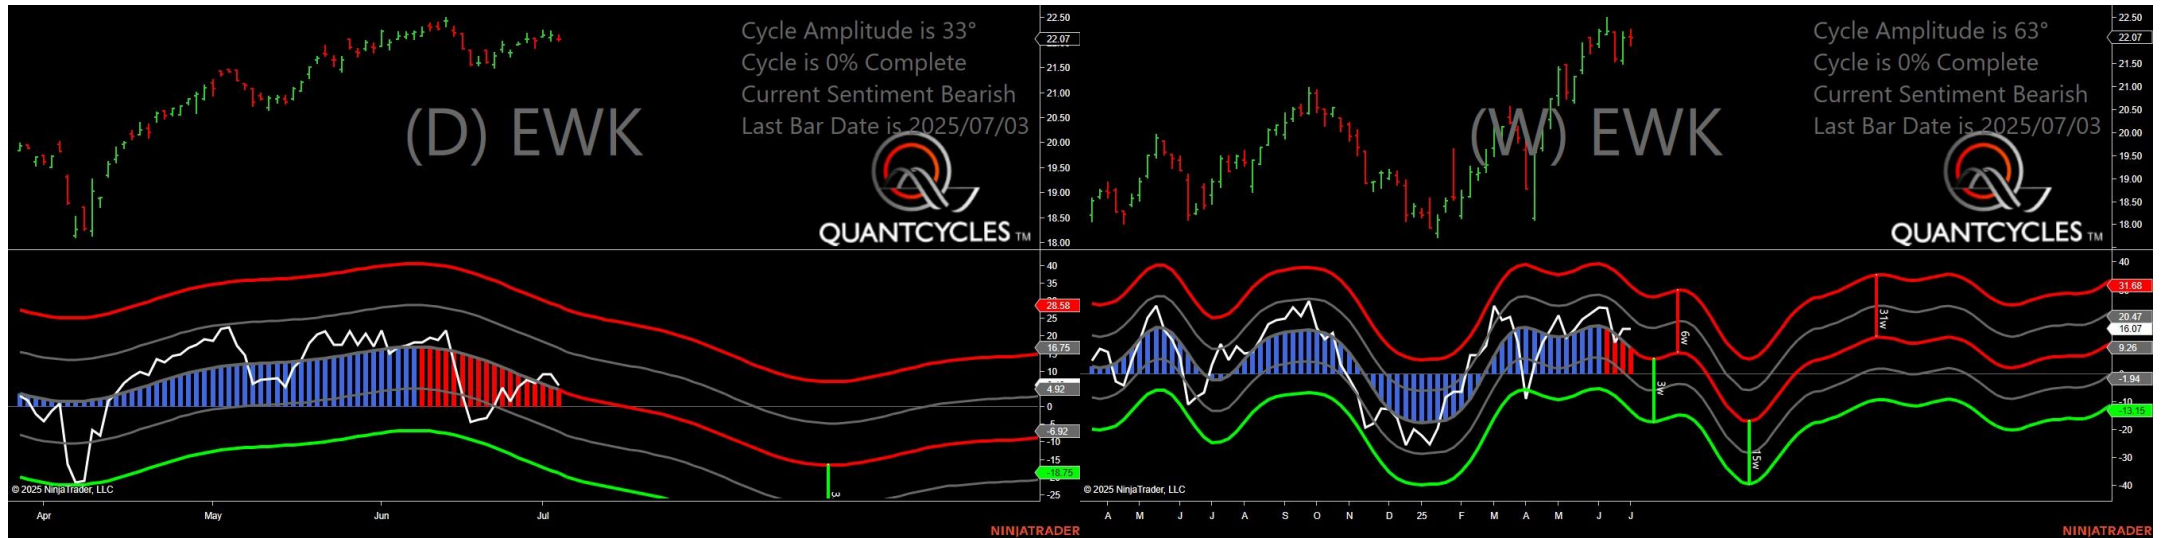 Cycle Amplitude is 33°
Cycle is 0% Complete
Current Sentiment Bearish
Last Bar Date is 2025/07/03
(D) EWK
QUANTCYCLES TM
22.50
22.07
21.50
21.00
20.50
20.00
19.50
19.00
18.50
18.00
40
35
28.58
25
20
16.75
10
4.92
0
-6.92
-10
-15
-18.75
-25
3
© 2025 NinjaTrader, LLC
Apr May Jun Jul
NINJATRADER
Cycle Amplitude is 63°
Cycle is 0% Complete
Current Sentiment Bearish
Last Bar Date is 2025/07/03
(W) EWK
QUANTCYCLES TM
22.50
22.07
21.50
21.00
20.50
20.00
19.50
19.00
18.50
18.00
40
31.68
20.47
16.07
9.26
-1.94
-10
-13.15
-20
-30
-40
6w
3w
15w
31w
© 2025 NinjaTrader, LLC
A M J J A S O N D 25 F M A M J J
NINJATRADER